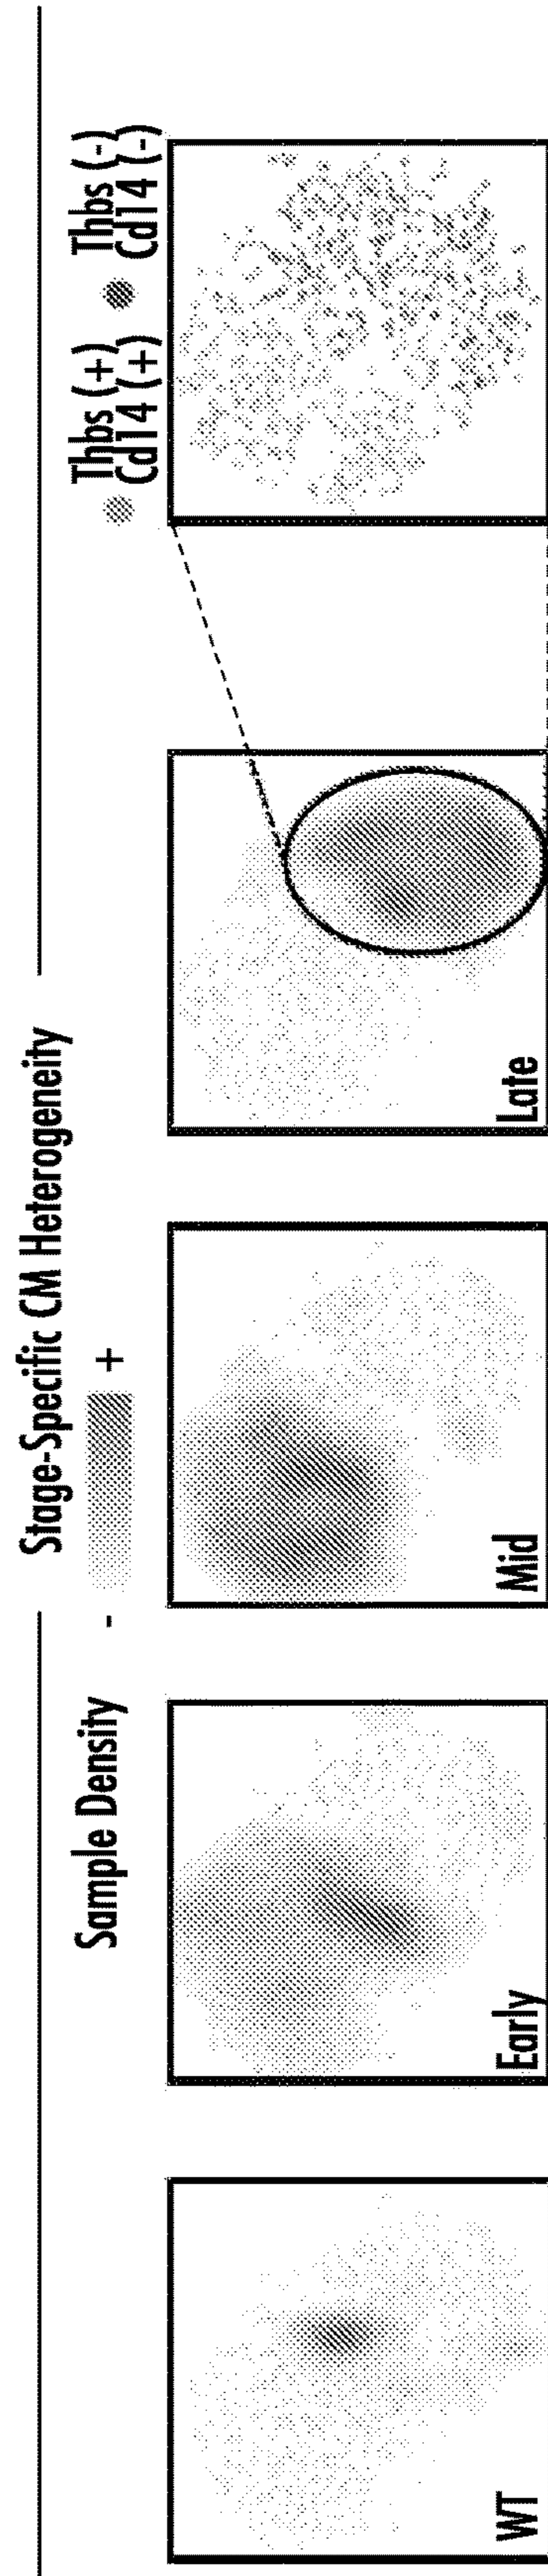 Stage-Specific CM Heterogeneity
Sample Density - +
Thbs (+) Thbs (-)
Cd14 (+) Cd14 (-)
WT
Early
Mid
Late